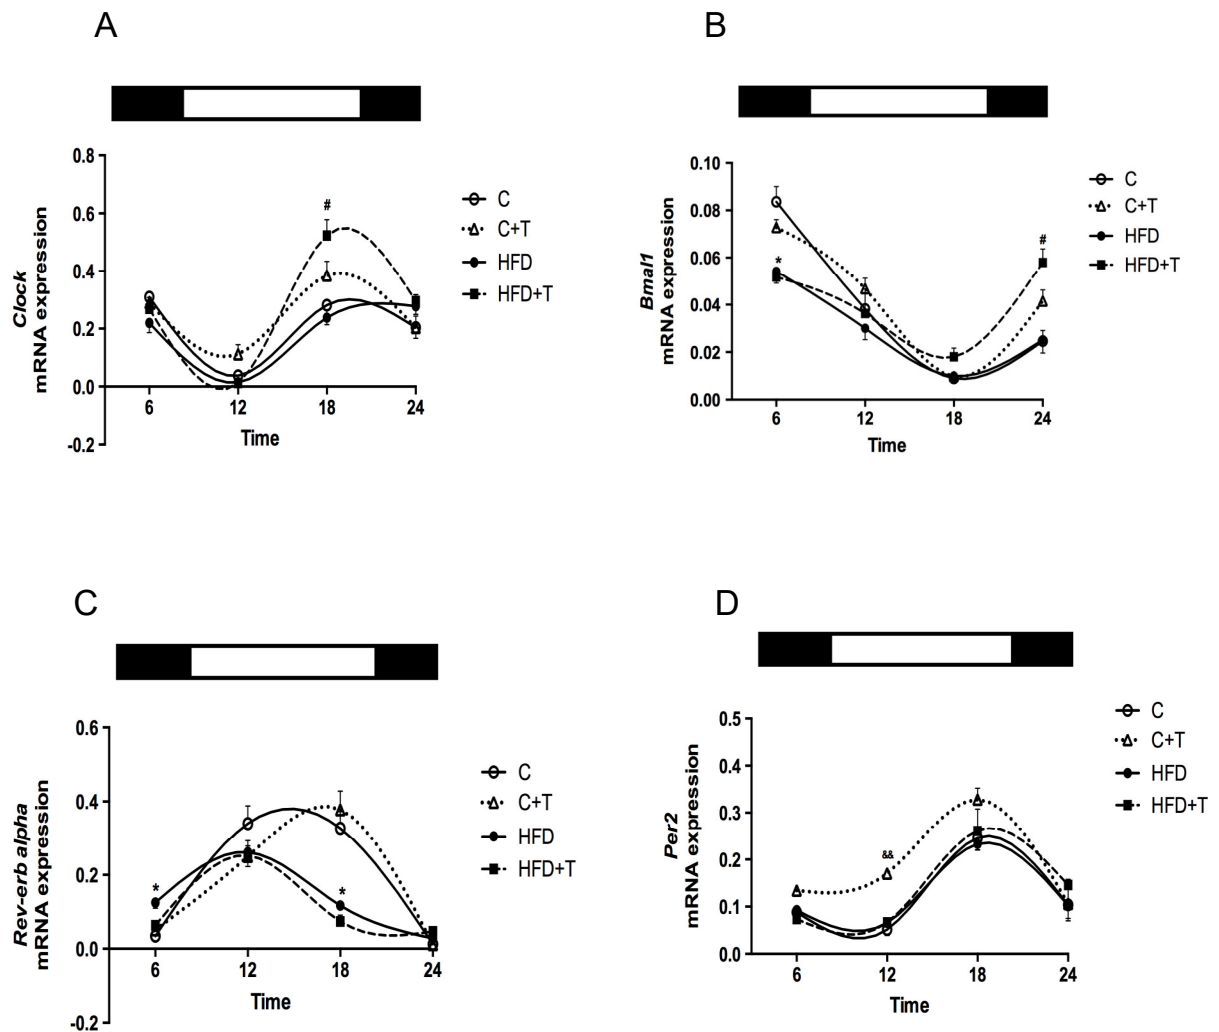 A
0.8
0.6
0.4
0.2
0.0
-0.2
Clock
mRNA expression
#
6
12
18
24
Time
C
C+T
HFD
HFD+T
B
0.10
0.08
0.06
0.04
0.02
0.00
Bmal1
mRNA expression
*
#
6
12
18
24
Time
C
C+T
HFD
HFD+T
C
0.6
0.4
0.2
0.0
-0.2
Rev-erb alpha
mRNA expression
*
*
6
12
18
24
Time
C
C+T
HFD
HFD+T
D
0.5
0.4
0.3
0.2
0.1
0.0
Per2
mRNA expression
&&
6
12
18
24
Time
C
C+T
HFD
HFD+T